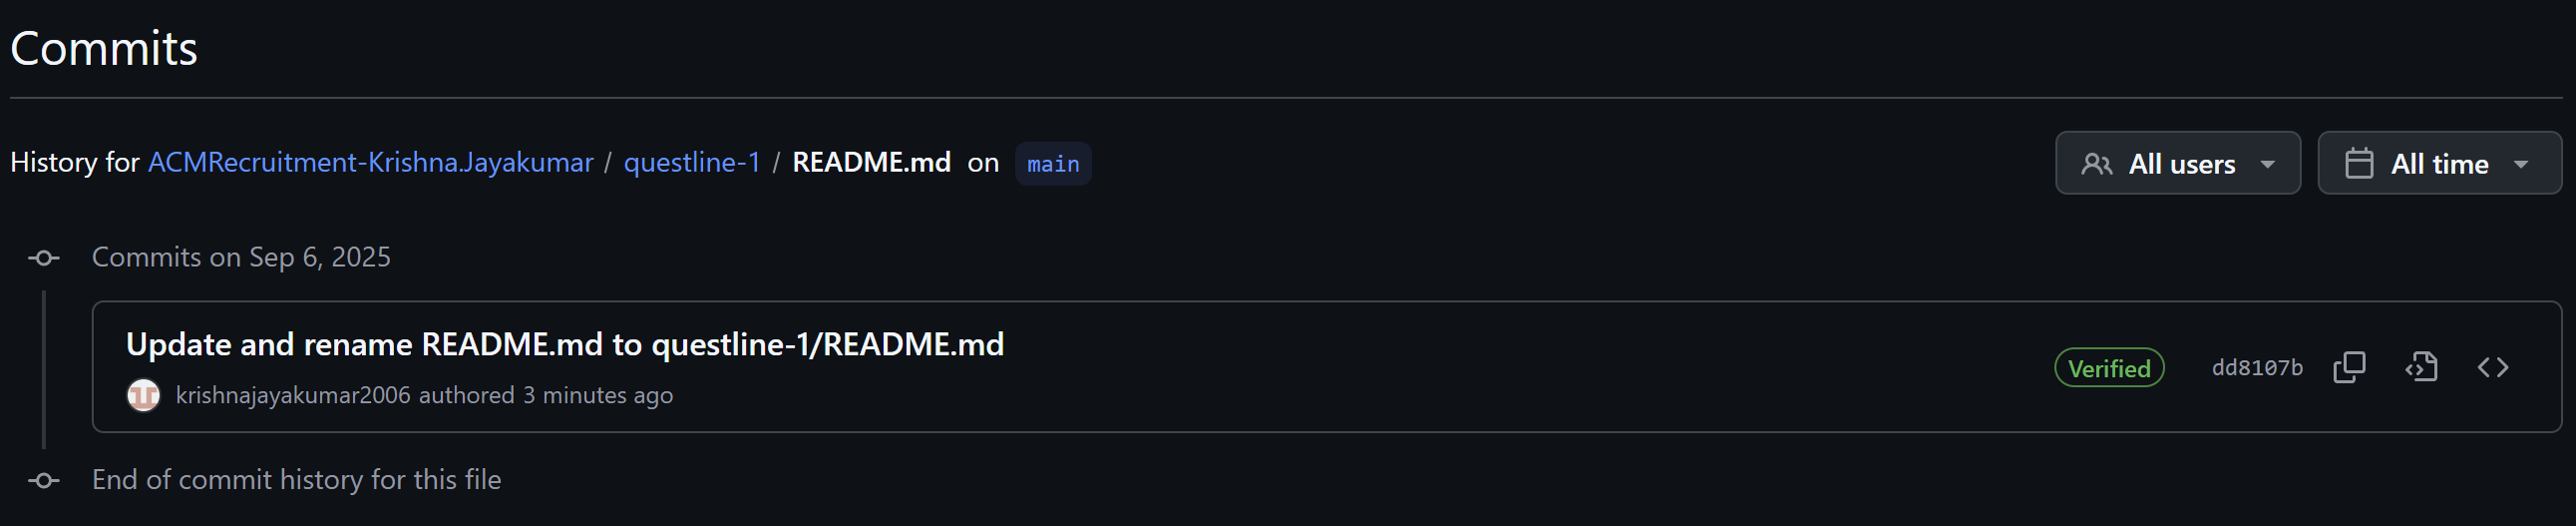 Commits
History for ACMRecruitment-Krishna.Jayakumar / questline-1 / README.md on main
All users
All time
Commits on Sep 6, 2025
Update and rename README.md to questline-1/README.md
krishnajayakumar2006 authored 3 minutes ago
Verified
dd8107b
End of commit history for this file